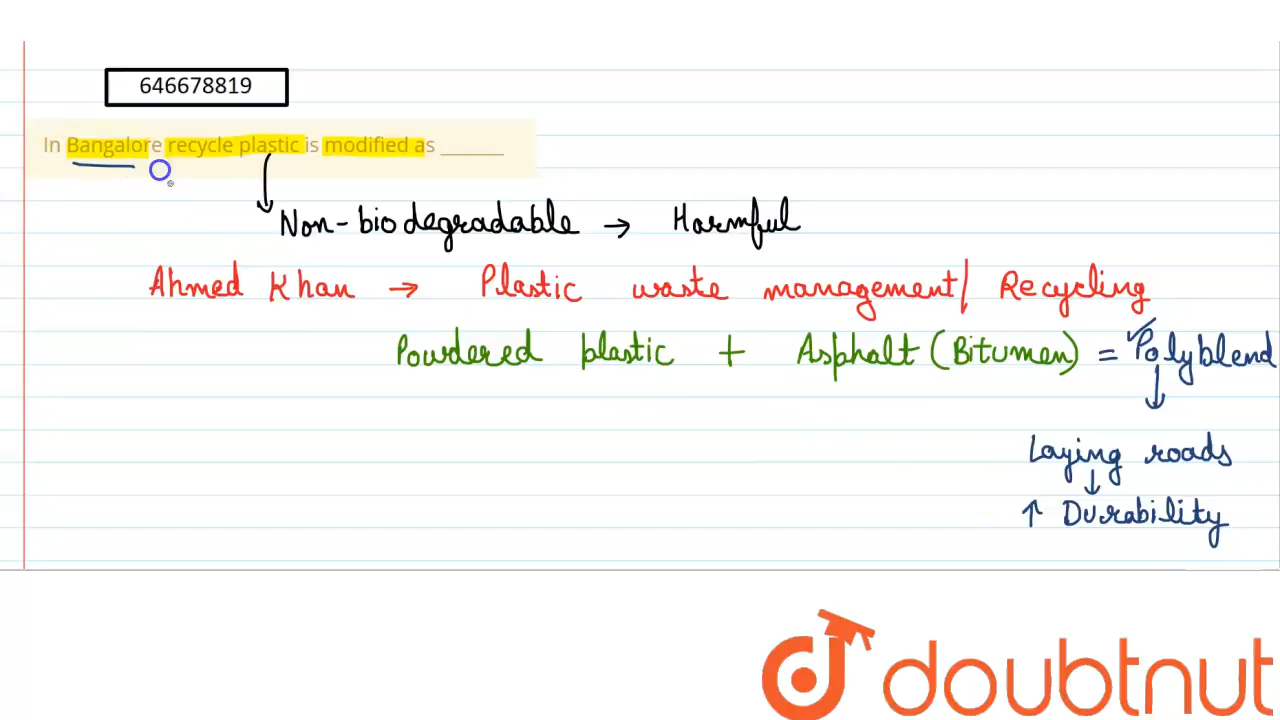 646678819
In Bangalore recycle plastic is modified as ______
Non-biodegradable → Harmful
Ahmed Khan → Plastic waste management/ Recycling
Powdered plastic + Asphalt (Bitumen) = Polyblend
Laying roads
↑ Durability
doubtnut